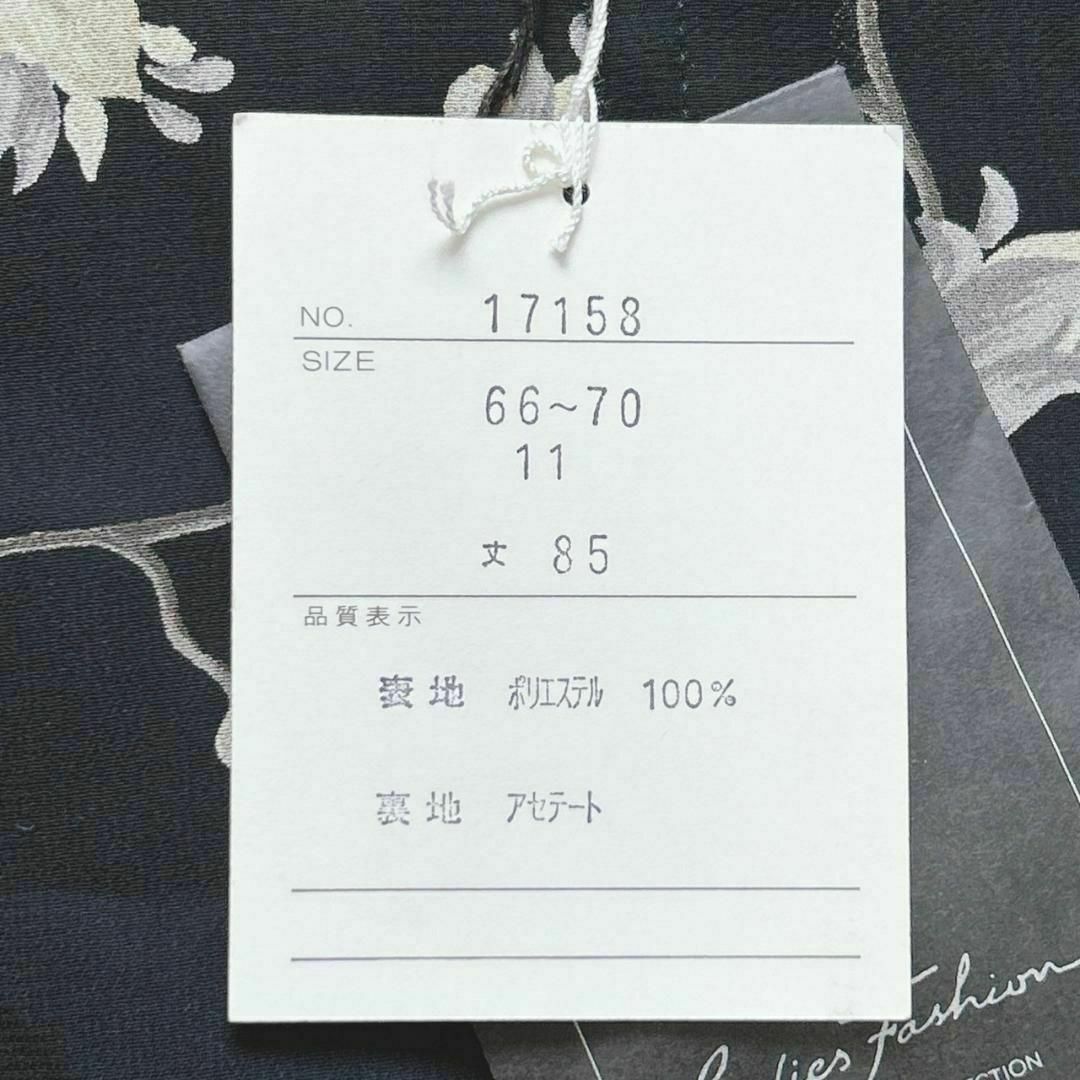 NO. 17158
SIZE
66~70
11
丈 85
品質表示
表地 ポリエステル 100%
裏地 アセテート
Ladies Fashion